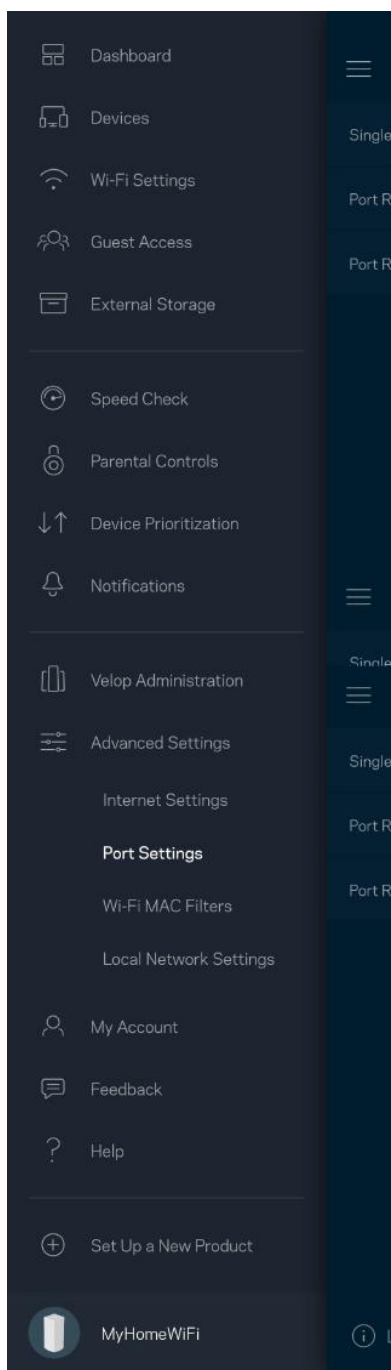 Dashboard
Devices
Wi-Fi Settings
Guest Access
External Storage
Speed Check
Parental Controls
Device Prioritization
Notifications
Velop Administration
Advanced Settings
Internet Settings
Port Settings
Wi-Fi MAC Filters
Local Network Settings
My Account
Feedback
Help
Set Up a New Product
MyHomeWiFi
Single
Port R
Port R
Single
Single
Port R
Port R